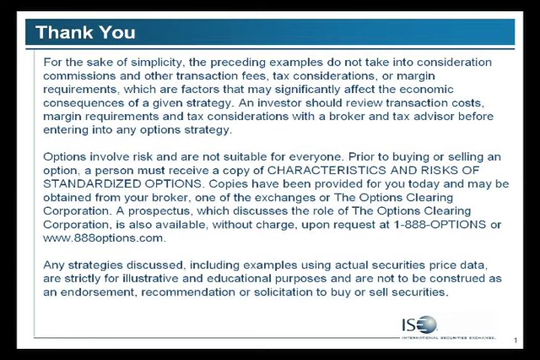 Thank You
For the sake of simplicity, the preceding examples do not take into consideration
commissions and other transaction fees, tax considerations, or margin
requirements, which are factors that may significantly affect the economic
consequences of a given strategy. An investor should review transaction costs,
margin requirements and tax considerations with a broker and tax advisor before
entering into any options strategy.
Options involve risk and are not suitable for everyone. Prior to buying or selling an
option, a person must receive a copy of CHARACTERISTICS AND RISKS OF
STANDARDIZED OPTIONS. Copies have been provided for you today and may be
obtained from your broker, one of the exchanges or The Options Clearing
Corporation. A prospectus, which discusses the role of The Options Clearing
Corporation, is also available, without charge, upon request at 1-888-OPTIONS or
www.888options.com.
Any strategies discussed, including examples using actual securities price data,
are strictly for illustrative and educational purposes and are not to be construed as
an endorsement, recommendation or solicitation to buy or sell securities.
ISE
INTERNATIONAL SECURITIES EXCHANGE.
1